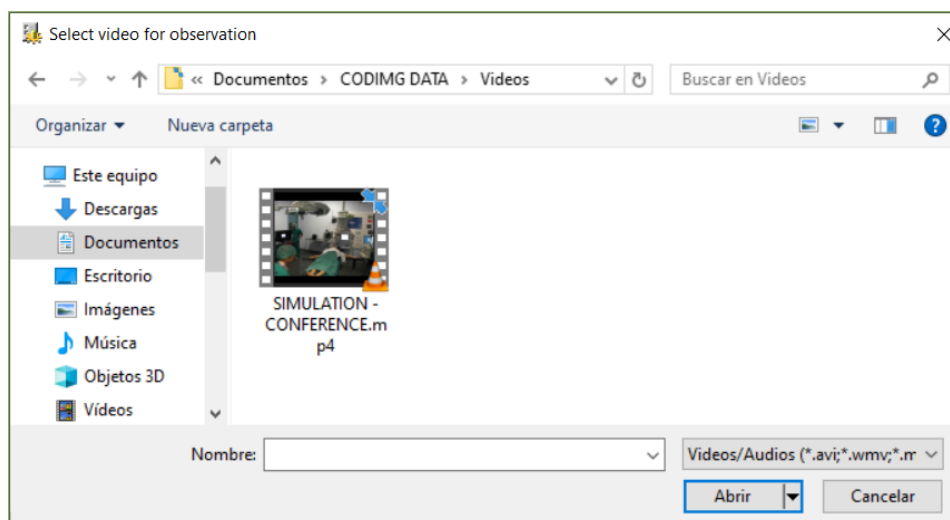 Select video for observation
« Documentos > CODIMG DATA > Videos
Buscar en Videos
Organizar
Nueva carpeta
Este equipo
Descargas
Documentos
Escritorio
Imágenes
Música
Objetos 3D
Vídeos
SIMULATION -
CONFERENCE.m
p4
Nombre:
Videos/Audios (*.avi;*.wmv;*.m
Abrir
Cancelar